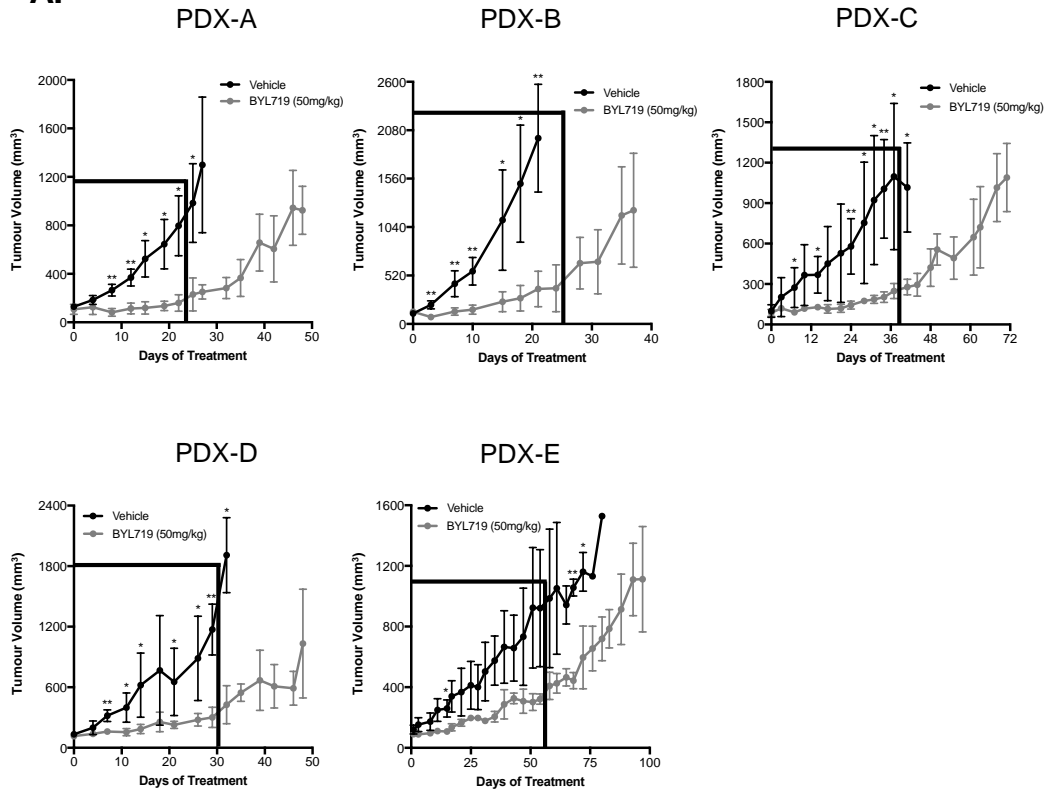 PDX-A
PDX-B
PDX-C
2000
1600
1200
800
400
0
Tumour Volume (mm³)
** ** * * * *
Vehicle
BYL719 (50mg/kg)
0 10 20 30 40 50
Days of Treatment
2600
2080
1560
1040
520
0
Tumour Volume (mm³)
** ** ** * * **
Vehicle
BYL719 (50mg/kg)
0 10 20 30 40
Days of Treatment
1800
1500
1200
900
600
300
0
Tumour Volume (mm³)
* * ** * * ** * *
Vehicle
BYL719 (50mg/kg)
0 12 24 36 48 60 72
Days of Treatment
PDX-D
PDX-E
2400
1800
1200
600
0
Tumour Volume (mm³)
Vehicle
BYL719 (50mg/kg)
** * * * * ** *
0 10 20 30 40 50
Days of Treatment
1600
1200
800
400
0
Tumour Volume (mm³)
Vehicle
BYL719 (50mg/kg)
* ** *
0 25 50 75 100
Days of Treatment